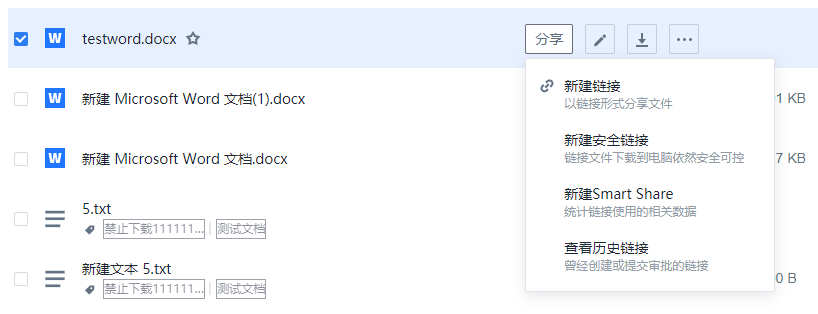 W testword.docx 分享
新建链接
以链接形式分享文件
W 新建 Microsoft Word 文档(1).docx 1 KB
新建安全链接
链接文件下载到电脑依然安全可控
W 新建 Microsoft Word 文档.docx 7 KB
新建Smart Share
统计链接使用的相关数据
5.txt
禁止下载111111... | 测试文档
查看历史链接
曾经创建或提交审批的链接
新建文本 5.txt 0 B
禁止下载111111... | 测试文档